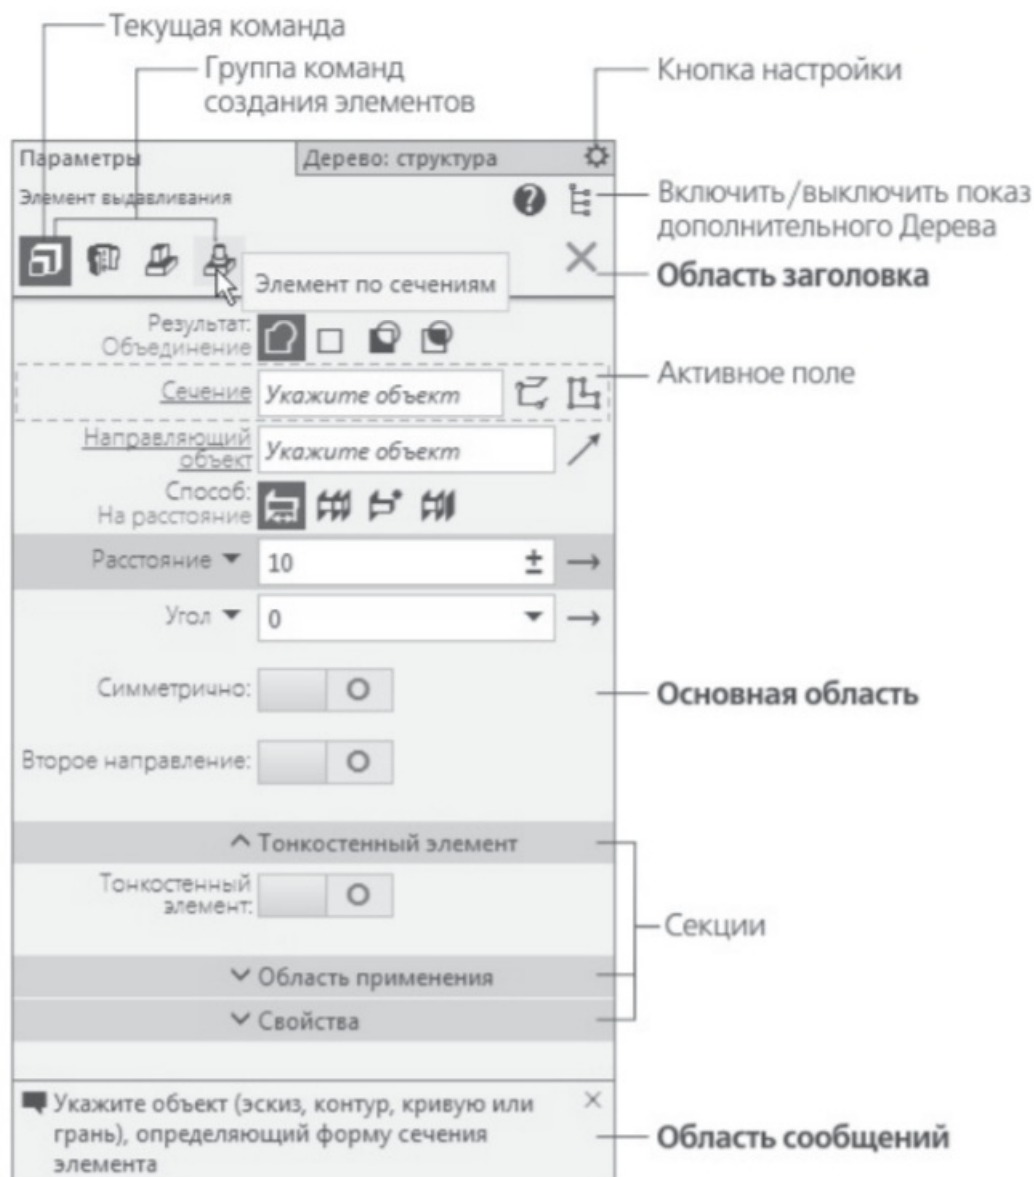 Текущая команда
Группа команд
создания элементов
Кнопка настройки
Параметры
Дерево: структура
Элемент выдавливания
Включить/выключить показ
дополнительного Дерева
Элемент по сечениям
Область заголовка
Результат:
Объединение
Сечение
Укажите объект
Активное поле
Направляющий
объект
Укажите объект
Способ:
На расстояние
Расстояние
10
Угол
0
Симметрично:
Основная область
Второе направление:
Тонкостенный элемент
Тонкостенный
элемент:
Секции
Область применения
Свойства
Укажите объект (эскиз, контур, кривую или
грань), определяющий форму сечения
элемента
Область сообщений